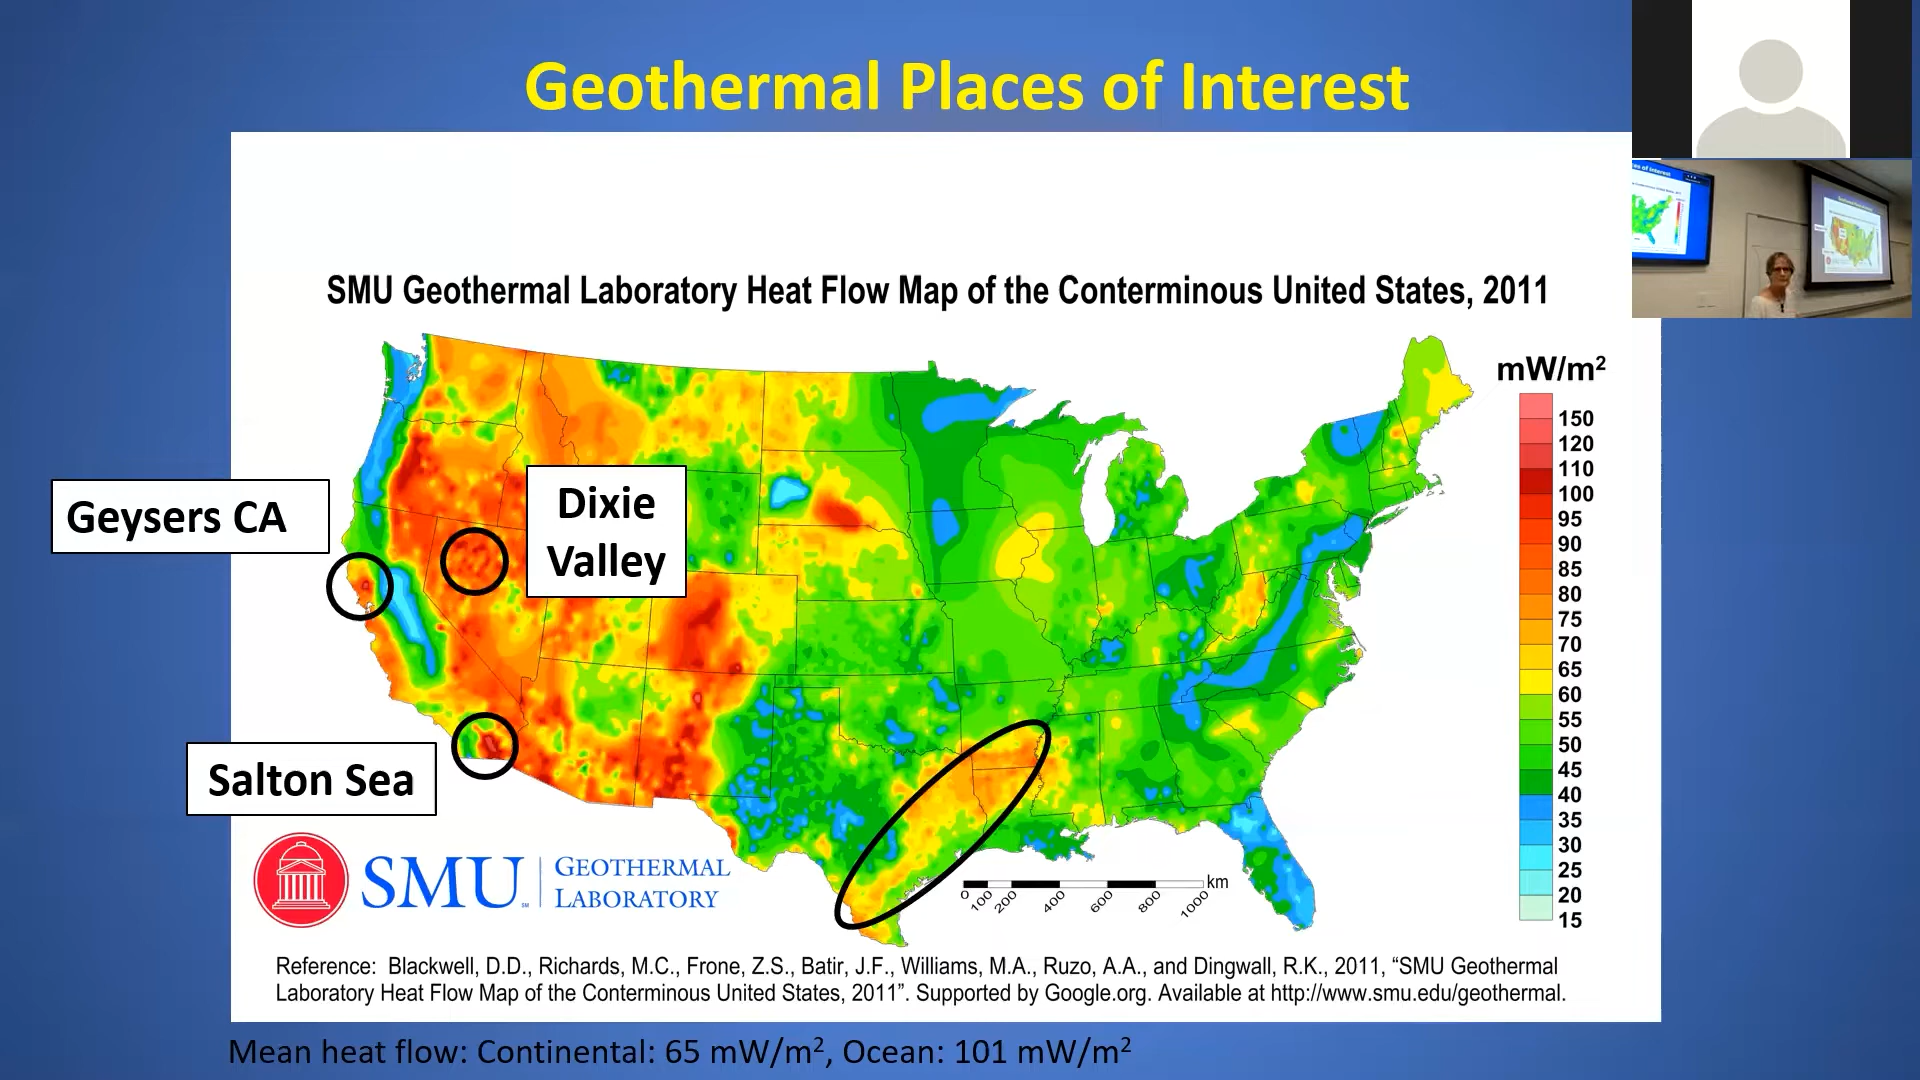 Geothermal Places of Interest
SMU Geothermal Laboratory Heat Flow Map of the Conterminous United States, 2011
mW/m²
150
120
110
100
95
90
85
80
75
70
65
60
55
50
45
40
35
30
25
20
15
Geysers CA
Dixie
Valley
Salton Sea
SMU
GEOTHERMAL
LABORATORY
km
0 100 200 400 600 800 1000
Reference: Blackwell, D.D., Richards, M.C., Frone, Z.S., Batir, J.F., Williams, M.A., Ruzo, A.A., and Dingwall, R.K., 2011, “SMU Geothermal
Laboratory Heat Flow Map of the Conterminous United States, 2011”. Supported by Google.org. Available at http://www.smu.edu/geothermal.
Mean heat flow: Continental: 65 mW/m², Ocean: 101 mW/m²